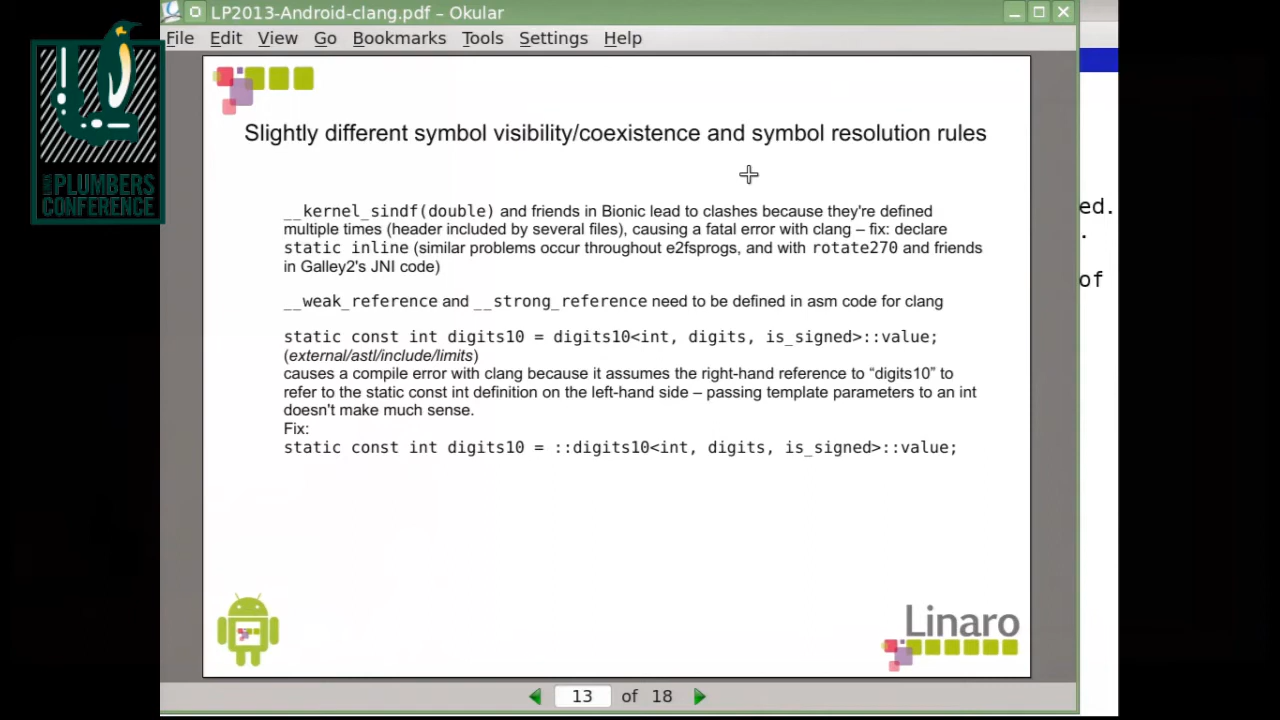 LP2013-Android-clang.pdf – Okular
File Edit View Go Bookmarks Tools Settings Help
PLUMBERS
CONFERENCE
Slightly different symbol visibility/coexistence and symbol resolution rules
__kernel_sindf(double) and friends in Bionic lead to clashes because they're defined
multiple times (header included by several files), causing a fatal error with clang – fix: declare
static inline (similar problems occur throughout e2fsprogs, and with rotate270 and friends
in Galley2's JNI code)
__weak_reference and __strong_reference need to be defined in asm code for clang
static const int digits10 = digits10<int, digits, is_signed>::value;
(external/astl/include/limits)
causes a compile error with clang because it assumes the right-hand reference to “digits10” to
refer to the static const int definition on the left-hand side – passing template parameters to an int
doesn't make much sense.
Fix:
static const int digits10 = ::digits10<int, digits, is_signed>::value;
ed.
.
of
Linaro
13 of 18